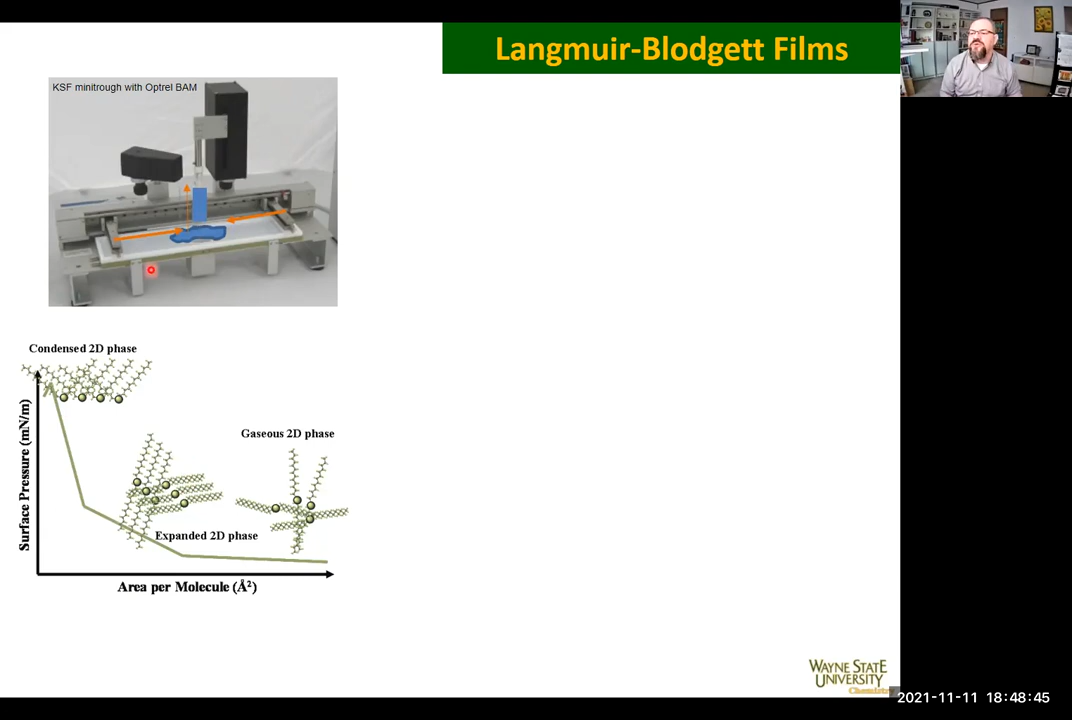 Langmuir-Blodgett Films
KSF minitrough with Optrel BAM
Condensed 2D phase
Gaseous 2D phase
Expanded 2D phase
Surface Pressure (mN/m)
Area per Molecule (Å²)
WAYNE STATE
UNIVERSITY
Chemistry
2021-11-11 18:48:45